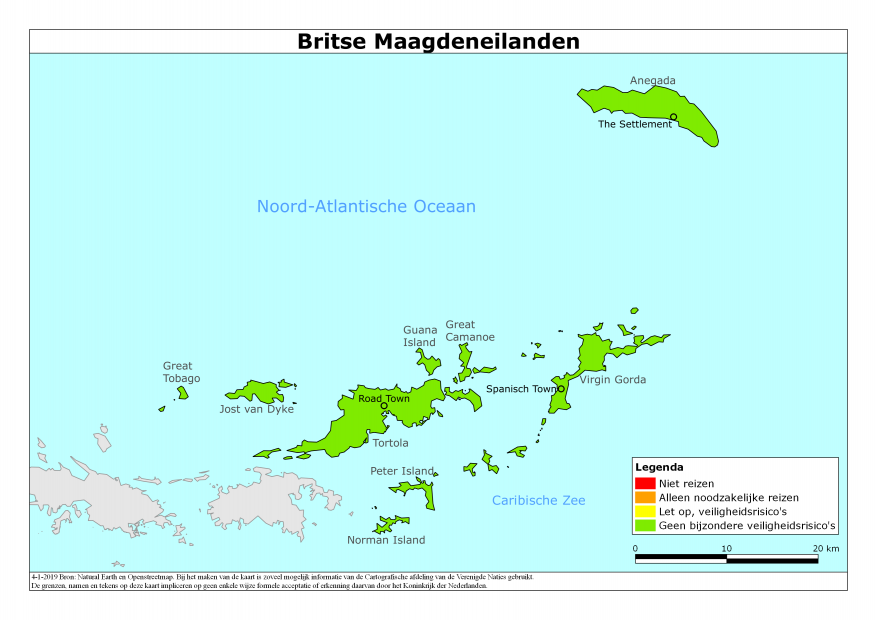 Britse Maagdeneilanden
Anegada
The Settlement
Noord-Atlantische Oceaan
Guana
Island
Great
Camanoe
Great
Tobago
Jost van Dyke
Road Town
Spanisch Town
Virgin Gorda
Tortola
Peter Island
Caribische Zee
Norman Island
Legenda
Niet reizen
Alleen noodzakelijke reizen
Let op, veiligheidsrisico's
Geen bijzondere veiligheidsrisico's
0 10 20 km
4-1-2019 Bron: Natural Earth en Openstreetmap. Bij het maken van de kaart is zoveel mogelijk informatie van de Cartografische afdeling van de Verenigde Naties gebruikt.
De grenzen, namen en tekens op deze kaart impliceren op geen enkele wijze formele acceptatie of erkenning daarvan door het Koninkrijk der Nederlanden.